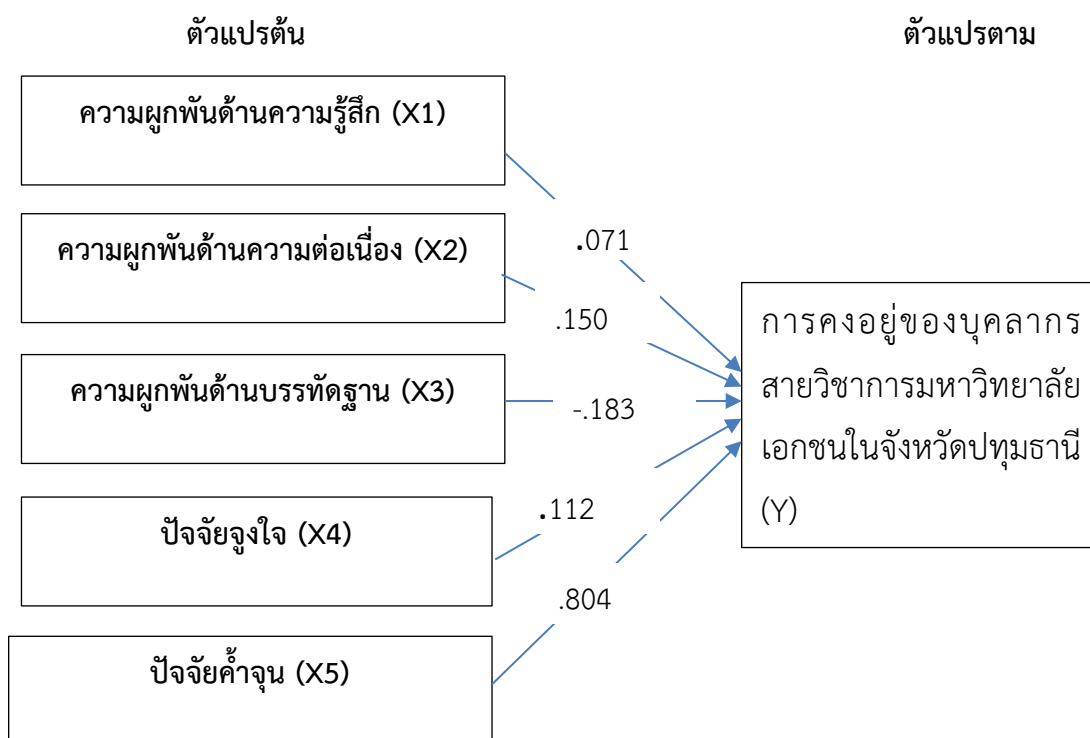 ตัวแปรต้น
ตัวแปรตาม
ความผูกพันด้านความรู้สึก (X1)
ความผูกพันด้านความต่อเนื่อง (X2)
ความผูกพันด้านบรรทัดฐาน (X3)
ปัจจัยจูงใจ (X4)
ปัจจัยค้ำจุน (X5)
.071
.150
-.183
.112
.804
การคงอยู่ของบุคลากร
สายวิชาการมหาวิทยาลัย
เอกชนในจังหวัดปทุมธานี
(Y)